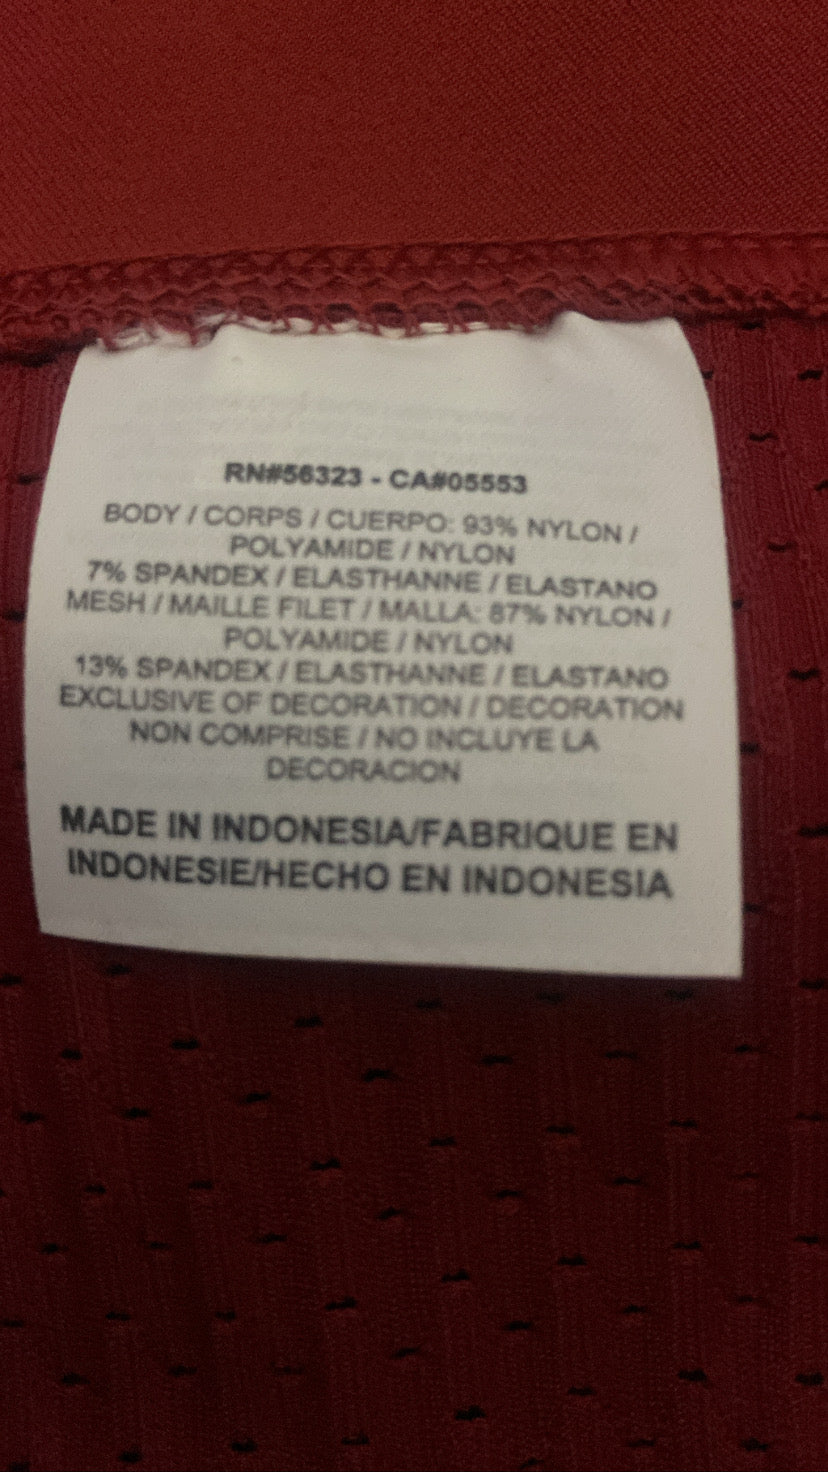 RN#56323 - CA#05553
BODY / CORPS / CUERPO: 93% NYLON /
POLYAMIDE / NYLON
7% SPANDEX / ELASTHANNE / ELASTANO
MESH / MAILLE FILET / MALLA: 87% NYLON /
POLYAMIDE / NYLON
13% SPANDEX / ELASTHANNE / ELASTANO
EXCLUSIVE OF DECORATION / DECORATION
NON COMPRISE / NO INCLUYE LA
DECORACION
MADE IN INDONESIA/FABRIQUE EN
INDONESIE/HECHO EN INDONESIA